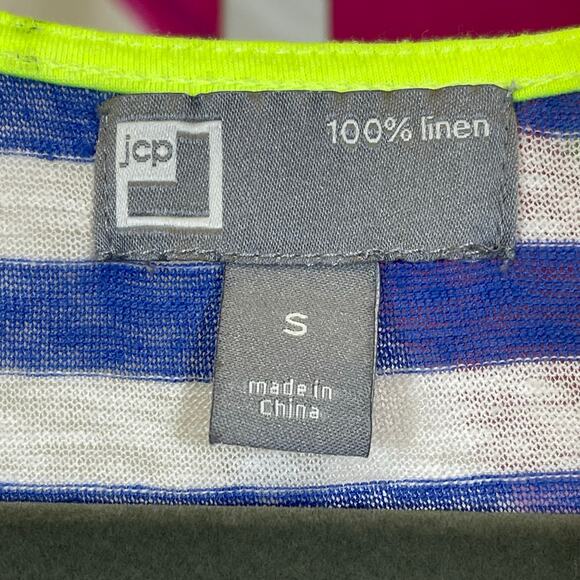 jcp
100% linen
S
made in
China